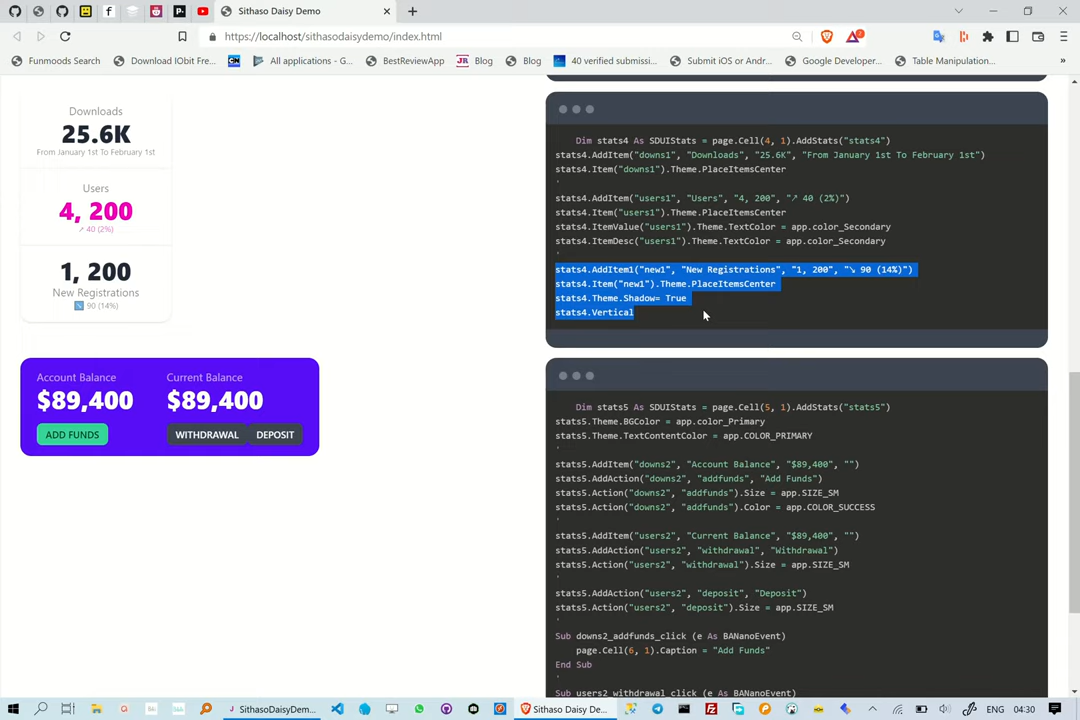 Sithaso Daisy Demo
https://localhost/sithasodaisydemo/index.html
2
Funmoods Search
Download IObit Fre...
All applications - G...
BestReviewApp
JR
Blog
Blog
40 verified submissi...
Submit iOS or Andr...
Google Developer...
Table Manipulation...
»
Downloads
25.6K
From January 1st To February 1st
Users
4, 200
↗ 40 (2%)
1, 200
New Registrations
↘ 90 (14%)
Account Balance
$89,400
ADD FUNDS
Current Balance
$89,400
WITHDRAWAL
DEPOSIT
Dim stats4 As SDUIStats = page.Cell(4, 1).AddStats("stats4")
stats4.AddItem("downs1", "Downloads", "25.6K", "From January 1st To February 1st")
stats4.Item("downs1").Theme.PlaceItemsCenter
'
stats4.AddItem("users1", "Users", "4, 200", "↗ 40 (2%)")
stats4.Item("users1").Theme.PlaceItemsCenter
stats4.ItemValue("users1").Theme.TextColor = app.color_Secondary
stats4.ItemDesc("users1").Theme.TextColor = app.color_Secondary
'
stats4.AddItem1("new1", "New Registrations", "1, 200", "↘ 90 (14%)")
stats4.Item("new1").Theme.PlaceItemsCenter
stats4.Theme.Shadow= True
stats4.Vertical
Dim stats5 As SDUIStats = page.Cell(5, 1).AddStats("stats5")
stats5.Theme.BGColor = app.color_Primary
stats5.Theme.TextContentColor = app.COLOR_PRIMARY
'
stats5.AddItem("downs2", "Account Balance", "$89,400", "")
stats5.AddAction("downs2", "addfunds", "Add Funds")
stats5.Action("downs2", "addfunds").Size = app.SIZE_SM
stats5.Action("downs2", "addfunds").Color = app.COLOR_SUCCESS
'
stats5.AddItem("users2", "Current Balance", "$89,400", "")
stats5.AddAction("users2", "withdrawal", "Withdrawal")
stats5.Action("users2", "withdrawal").Size = app.SIZE_SM
'
stats5.AddAction("users2", "deposit", "Deposit")
stats5.Action("users2", "deposit").Size = app.SIZE_SM
'
Sub downs2_addfunds_click (e As BANanoEvent)
page.Cell(6, 1).Caption = "Add Funds"
End Sub
'
Sub users2_withdrawal_click (e As BANanoEvent)
SithasoDaisyDemo...
Sithaso Daisy De...
ENG
04:30